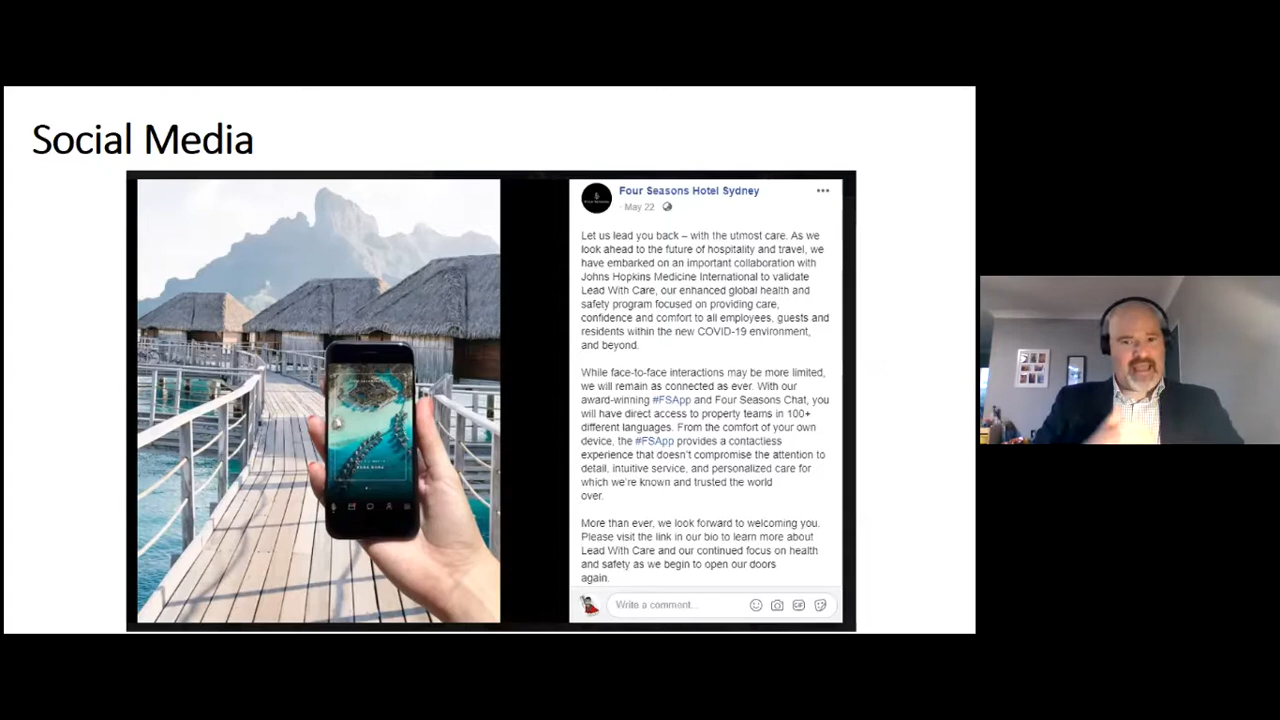 Social Media
Four Seasons Hotel Sydney
· May 22
Let us lead you back – with the utmost care. As we
look ahead to the future of hospitality and travel, we
have embarked on an important collaboration with
Johns Hopkins Medicine International to validate
Lead With Care, our enhanced global health and
safety program focused on providing care,
confidence and comfort to all employees, guests and
residents within the new COVID-19 environment,
and beyond.
While face-to-face interactions may be more limited,
we will remain as connected as ever. With our
award-winning #FSApp and Four Seasons Chat, you
will have direct access to property teams in 100+
different languages. From the comfort of your own
device, the #FSApp provides a contactless
experience that doesn't compromise the attention to
detail, intuitive service, and personalized care for
which we're known and trusted the world
over.
More than ever, we look forward to welcoming you.
Please visit the link in our bio to learn more about
Lead With Care and our continued focus on health
and safety as we begin to open our doors
again.
Write a comment...
GIF
BORA BORA